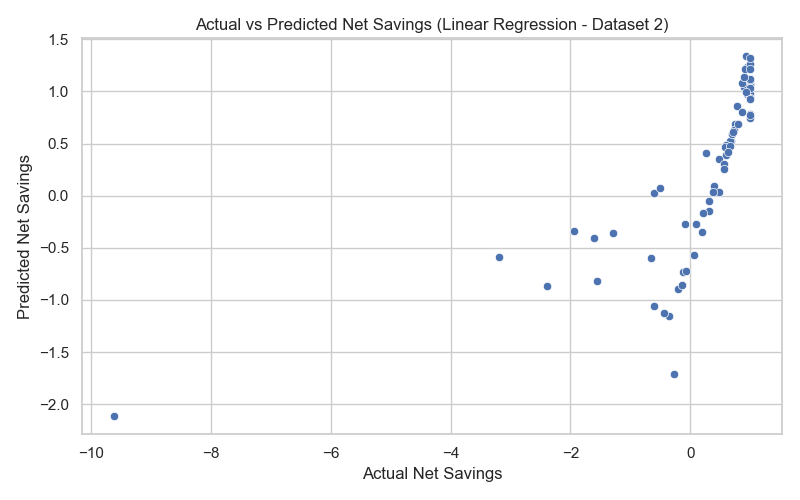 Actual vs Predicted Net Savings (Linear Regression - Dataset 2)
1.5
1.0
0.5
0.0
−0.5
−1.0
−1.5
−2.0
Predicted Net Savings
−10 −8 −6 −4 −2 0
Actual Net Savings